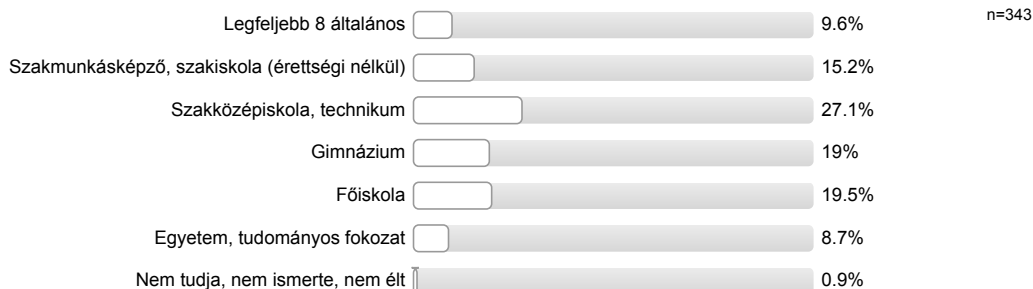 n=343
Legfeljebb 8 általános 9.6%
Szakmunkásképző, szakiskola (érettségi nélkül) 15.2%
Szakközépiskola, technikum 27.1%
Gimnázium 19%
Főiskola 19.5%
Egyetem, tudományos fokozat 8.7%
Nem tudja, nem ismerte, nem élt 0.9%